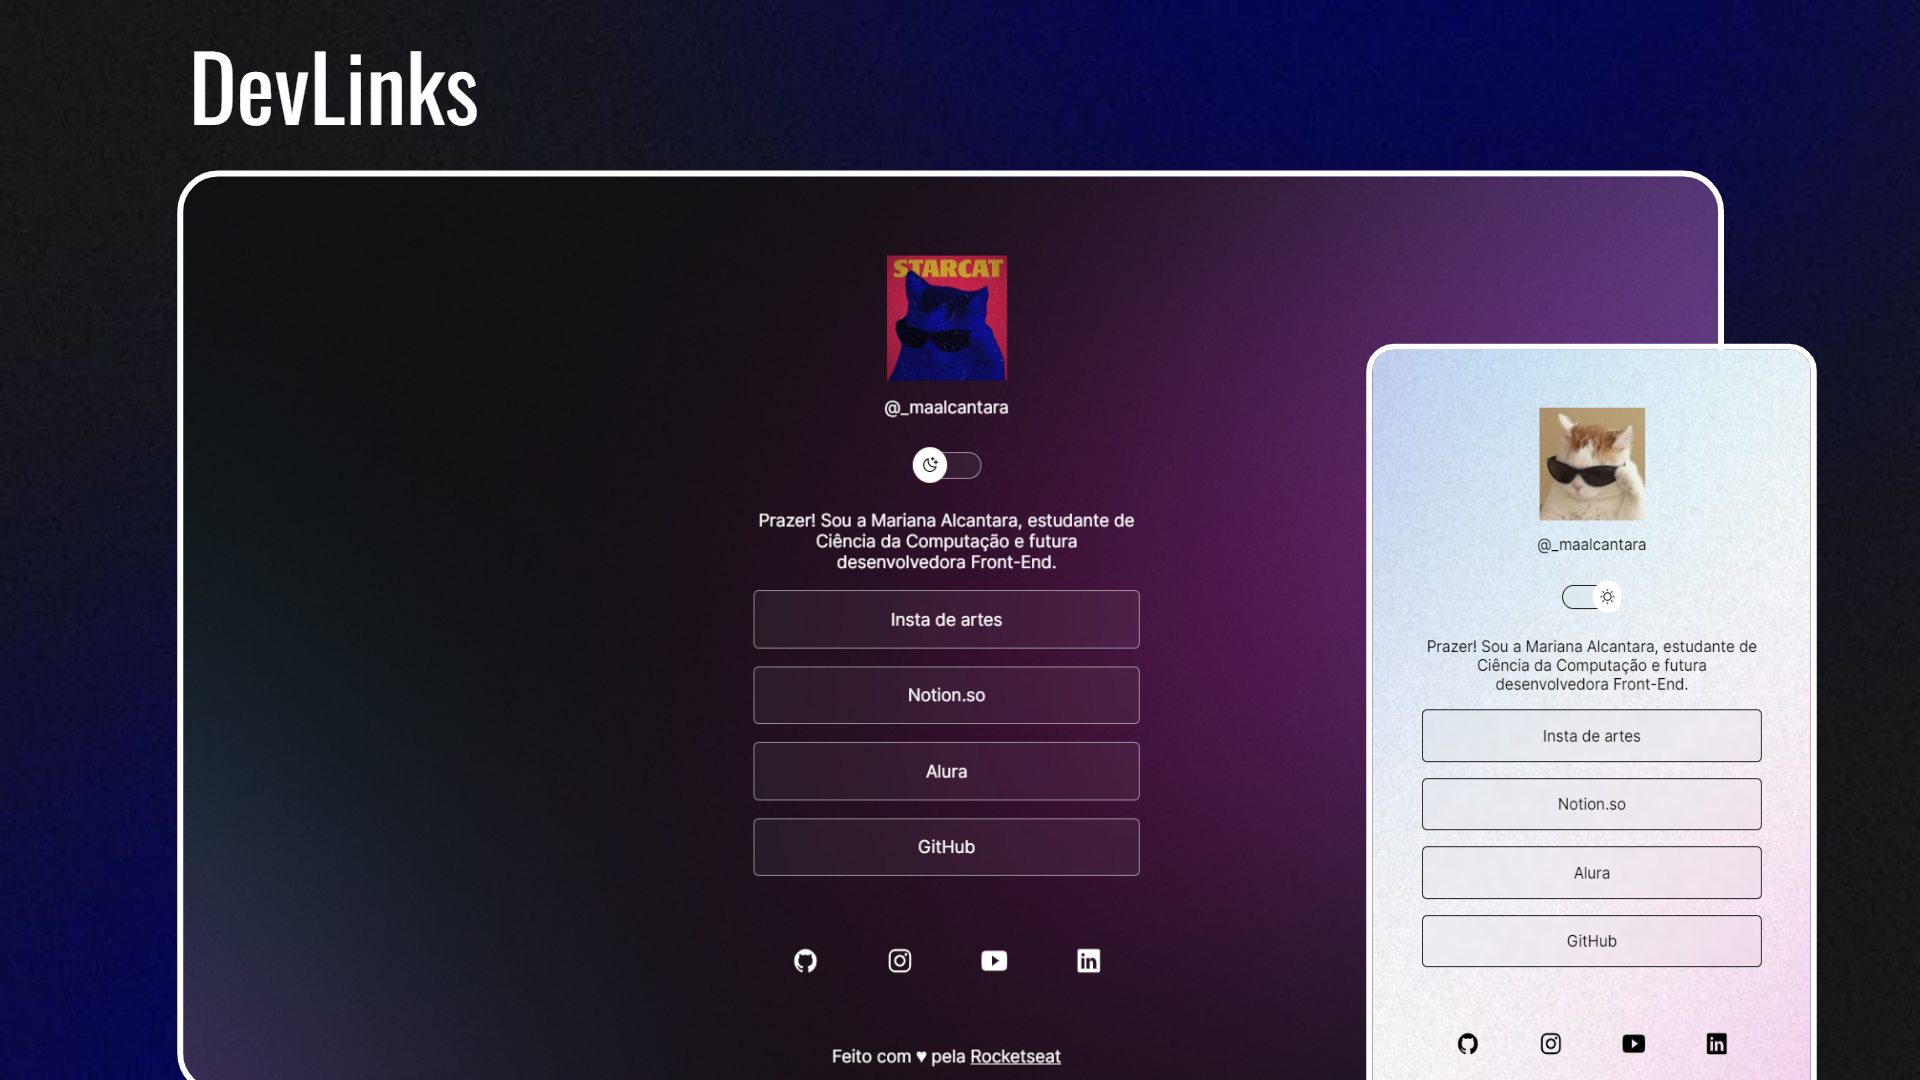 DevLinks
STARCAT
@_maalcantara
Prazer! Sou a Mariana Alcantara, estudante de
Ciência da Computação e futura
desenvolvedora Front-End.
Insta de artes
Notion.so
Alura
GitHub
Feito com ♥ pela Rocketseat
@_maalcantara
Prazer! Sou a Mariana Alcantara, estudante de
Ciência da Computação e futura
desenvolvedora Front-End.
Insta de artes
Notion.so
Alura
GitHub